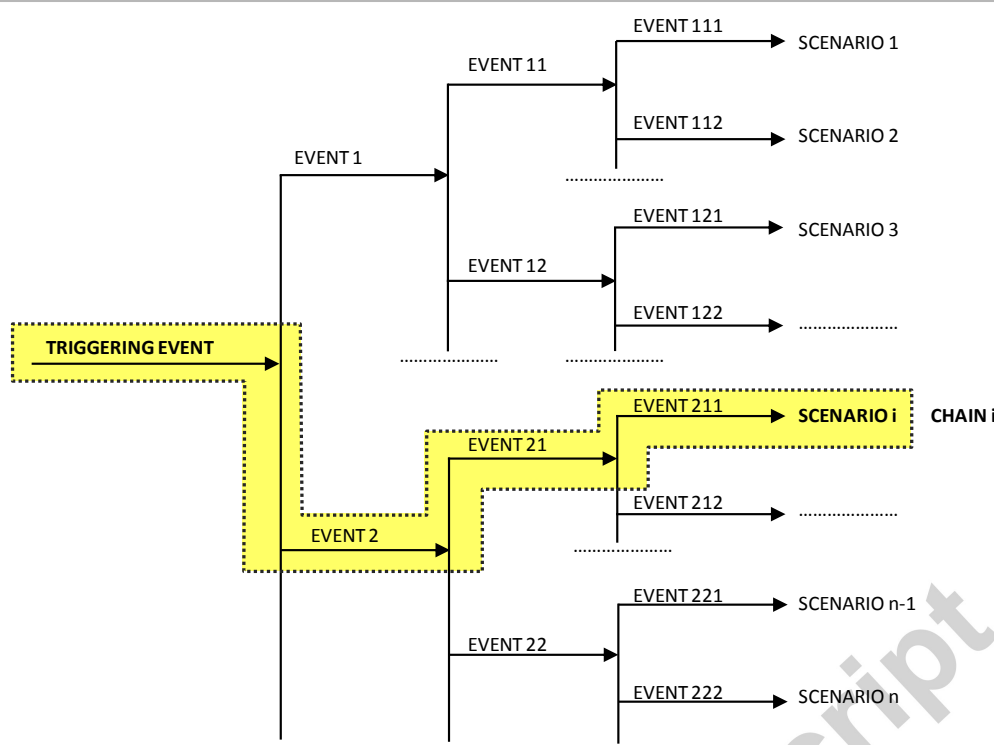 EVENT 111
SCENARIO 1
EVENT 11
EVENT 112
SCENARIO 2
EVENT 1
.....................
EVENT 121
SCENARIO 3
EVENT 12
EVENT 122
.....................
.....................
.....................
TRIGGERING EVENT
EVENT 211
SCENARIO i
CHAIN i
EVENT 21
EVENT 212
.....................
EVENT 2
.....................
EVENT 221
SCENARIO n-1
EVENT 22
EVENT 222
SCENARIO n